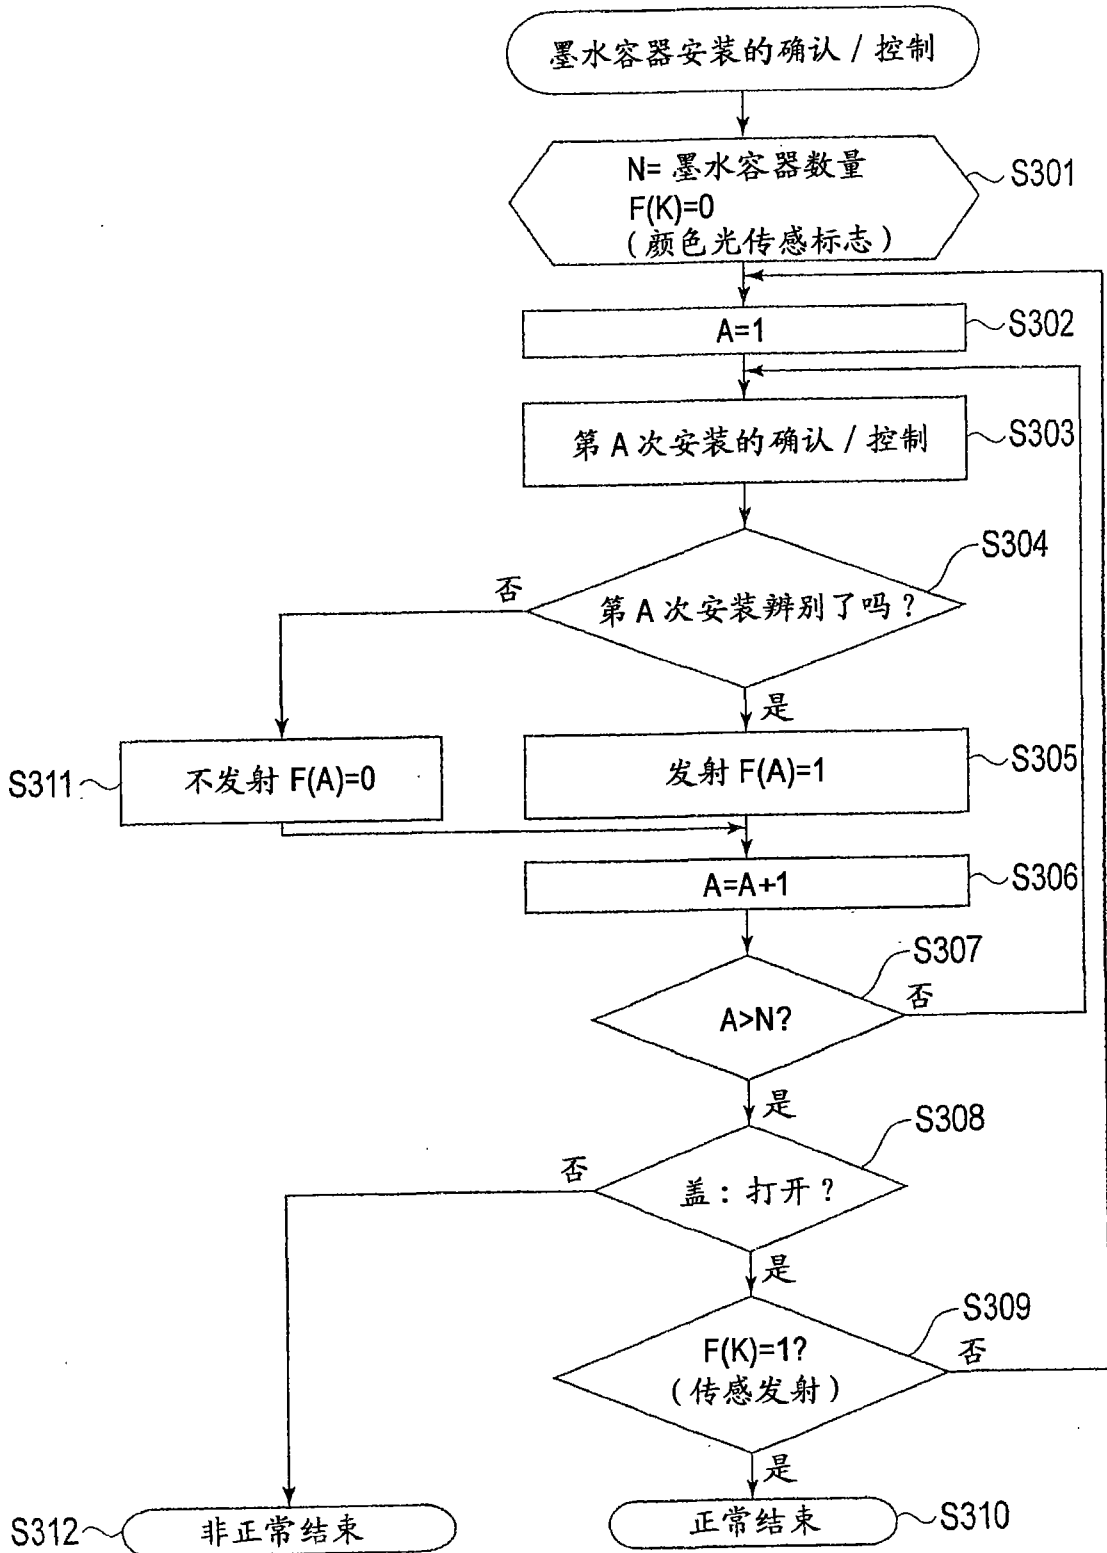 墨水容器安装的确认 / 控制
N= 墨水容器数量
F(K)=0
(颜色光传感标志)
S301
A=1
S302
第 A 次安装的确认 / 控制
S303
S304
否
第 A 次安装辨别了吗？
是
S311
不发射 F(A)=0
发射 F(A)=1
S305
A=A+1
S306
S307
A>N?
否
是
S308
否
盖：打开？
是
S309
F(K)=1?
(传感发射)
否
是
S312
非正常结束
正常结束
S310